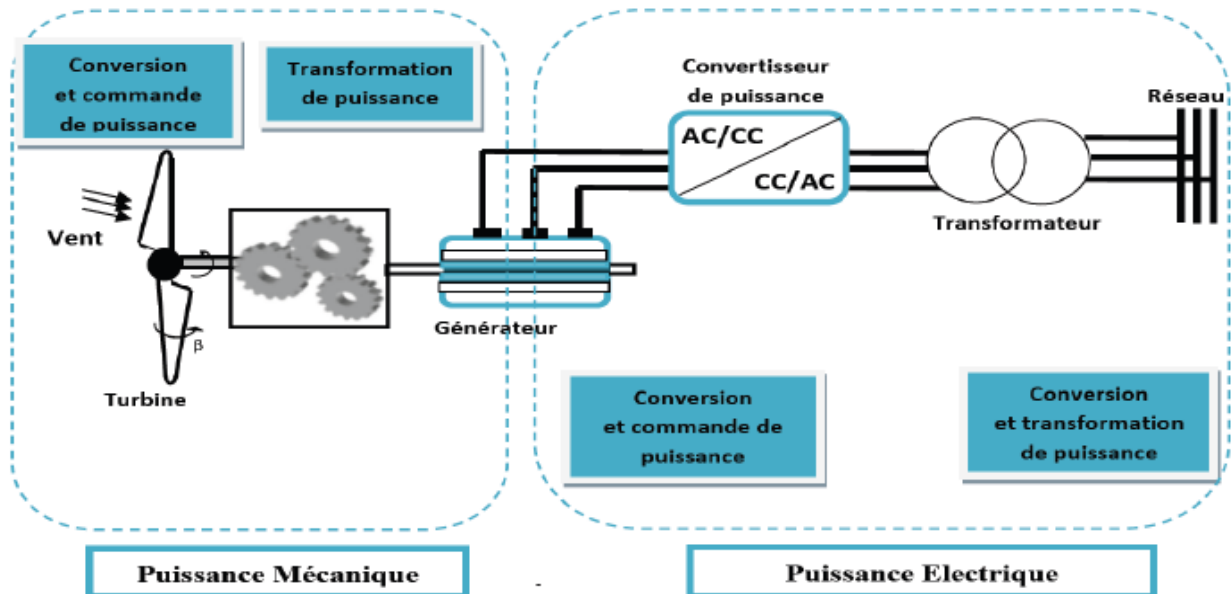 Conversion
et commande
de puissance
Transformation
de puissance
Convertisseur
de puissance
Réseau
AC/CC
CC/AC
Transformateur
Vent
Générateur
β
Turbine
Conversion
et commande de
puissance
Conversion
et transformation
de puissance
Puissance Mécanique
Puissance Electrique